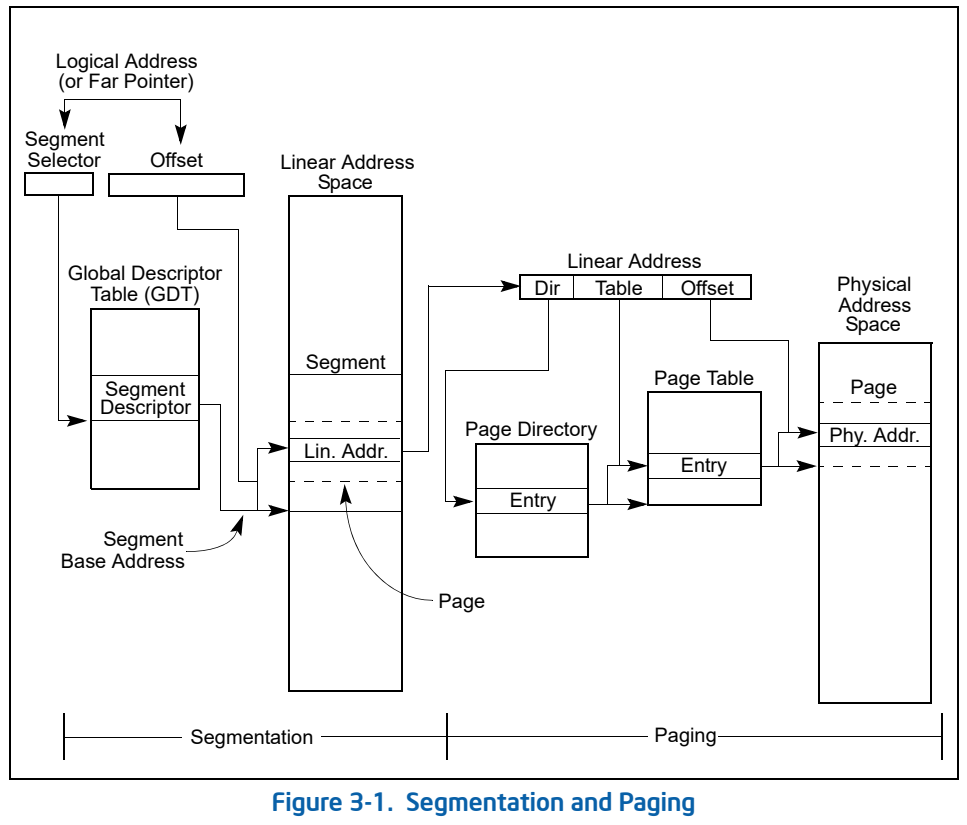 Logical Address
(or Far Pointer)
Segment
Selector
Offset
Linear Address
Space
Global Descriptor
Table (GDT)
Segment
Descriptor
Segment
Base Address
Segment
Lin. Addr.
Page
Linear Address
Dir
Table
Offset
Page Directory
Entry
Page Table
Entry
Physical
Address
Space
Page
Phy. Addr.
Segmentation
Paging
Figure 3-1. Segmentation and Paging